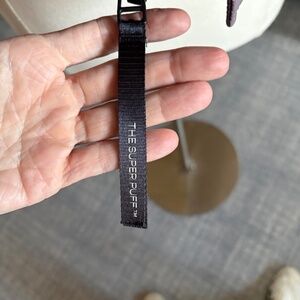 THE SUPER PUFF™